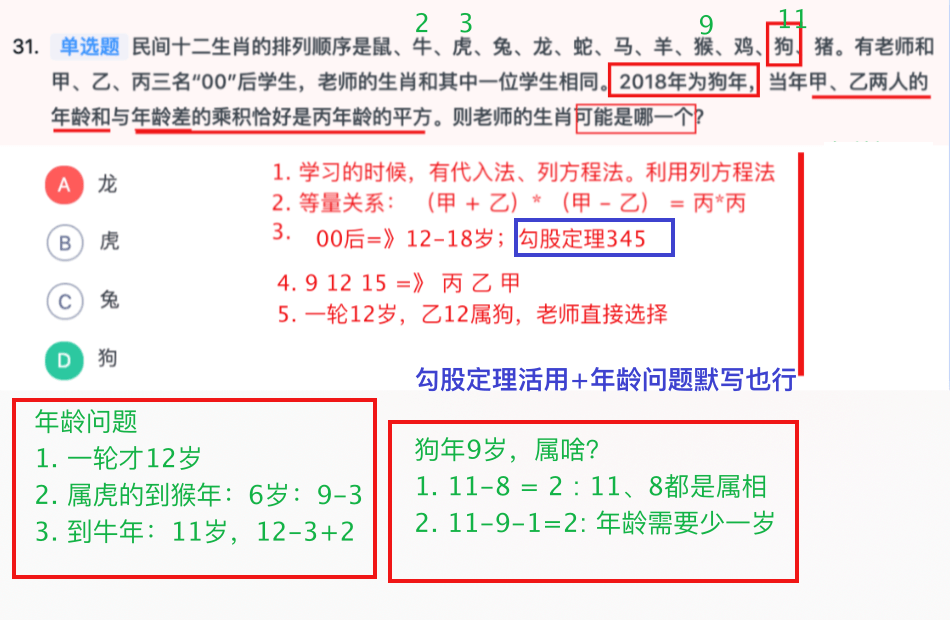 2 3 9 11
31. 单选题 民间十二生肖的排列顺序是鼠、牛、虎、兔、龙、蛇、马、羊、猴、鸡、狗、猪。有老师和
甲、乙、丙三名“00”后学生，老师的生肖和其中一位学生相同。2018年为狗年，当年甲、乙两人的
年龄和与年龄差的乘积恰好是丙年龄的平方。则老师的生肖可能是哪一个?
A 龙
B 虎
C 兔
D 狗
1. 学习的时候，有代入法、列方程法。利用列方程法
2. 等量关系： （甲 + 乙）* （甲 - 乙） = 丙*丙
3. 00后=》12-18岁；勾股定理345
4. 9 12 15 =》 丙 乙 甲
5. 一轮12岁，乙12属狗，老师直接选择
勾股定理活用+年龄问题默写也行
年龄问题
1. 一轮才12岁
2. 属虎的到猴年：6岁：9-3
3. 到牛年：11岁，12-3+2
狗年9岁，属啥?
1. 11-8 = 2 : 11、8都是属相
2. 11-9-1=2: 年龄需要少一岁